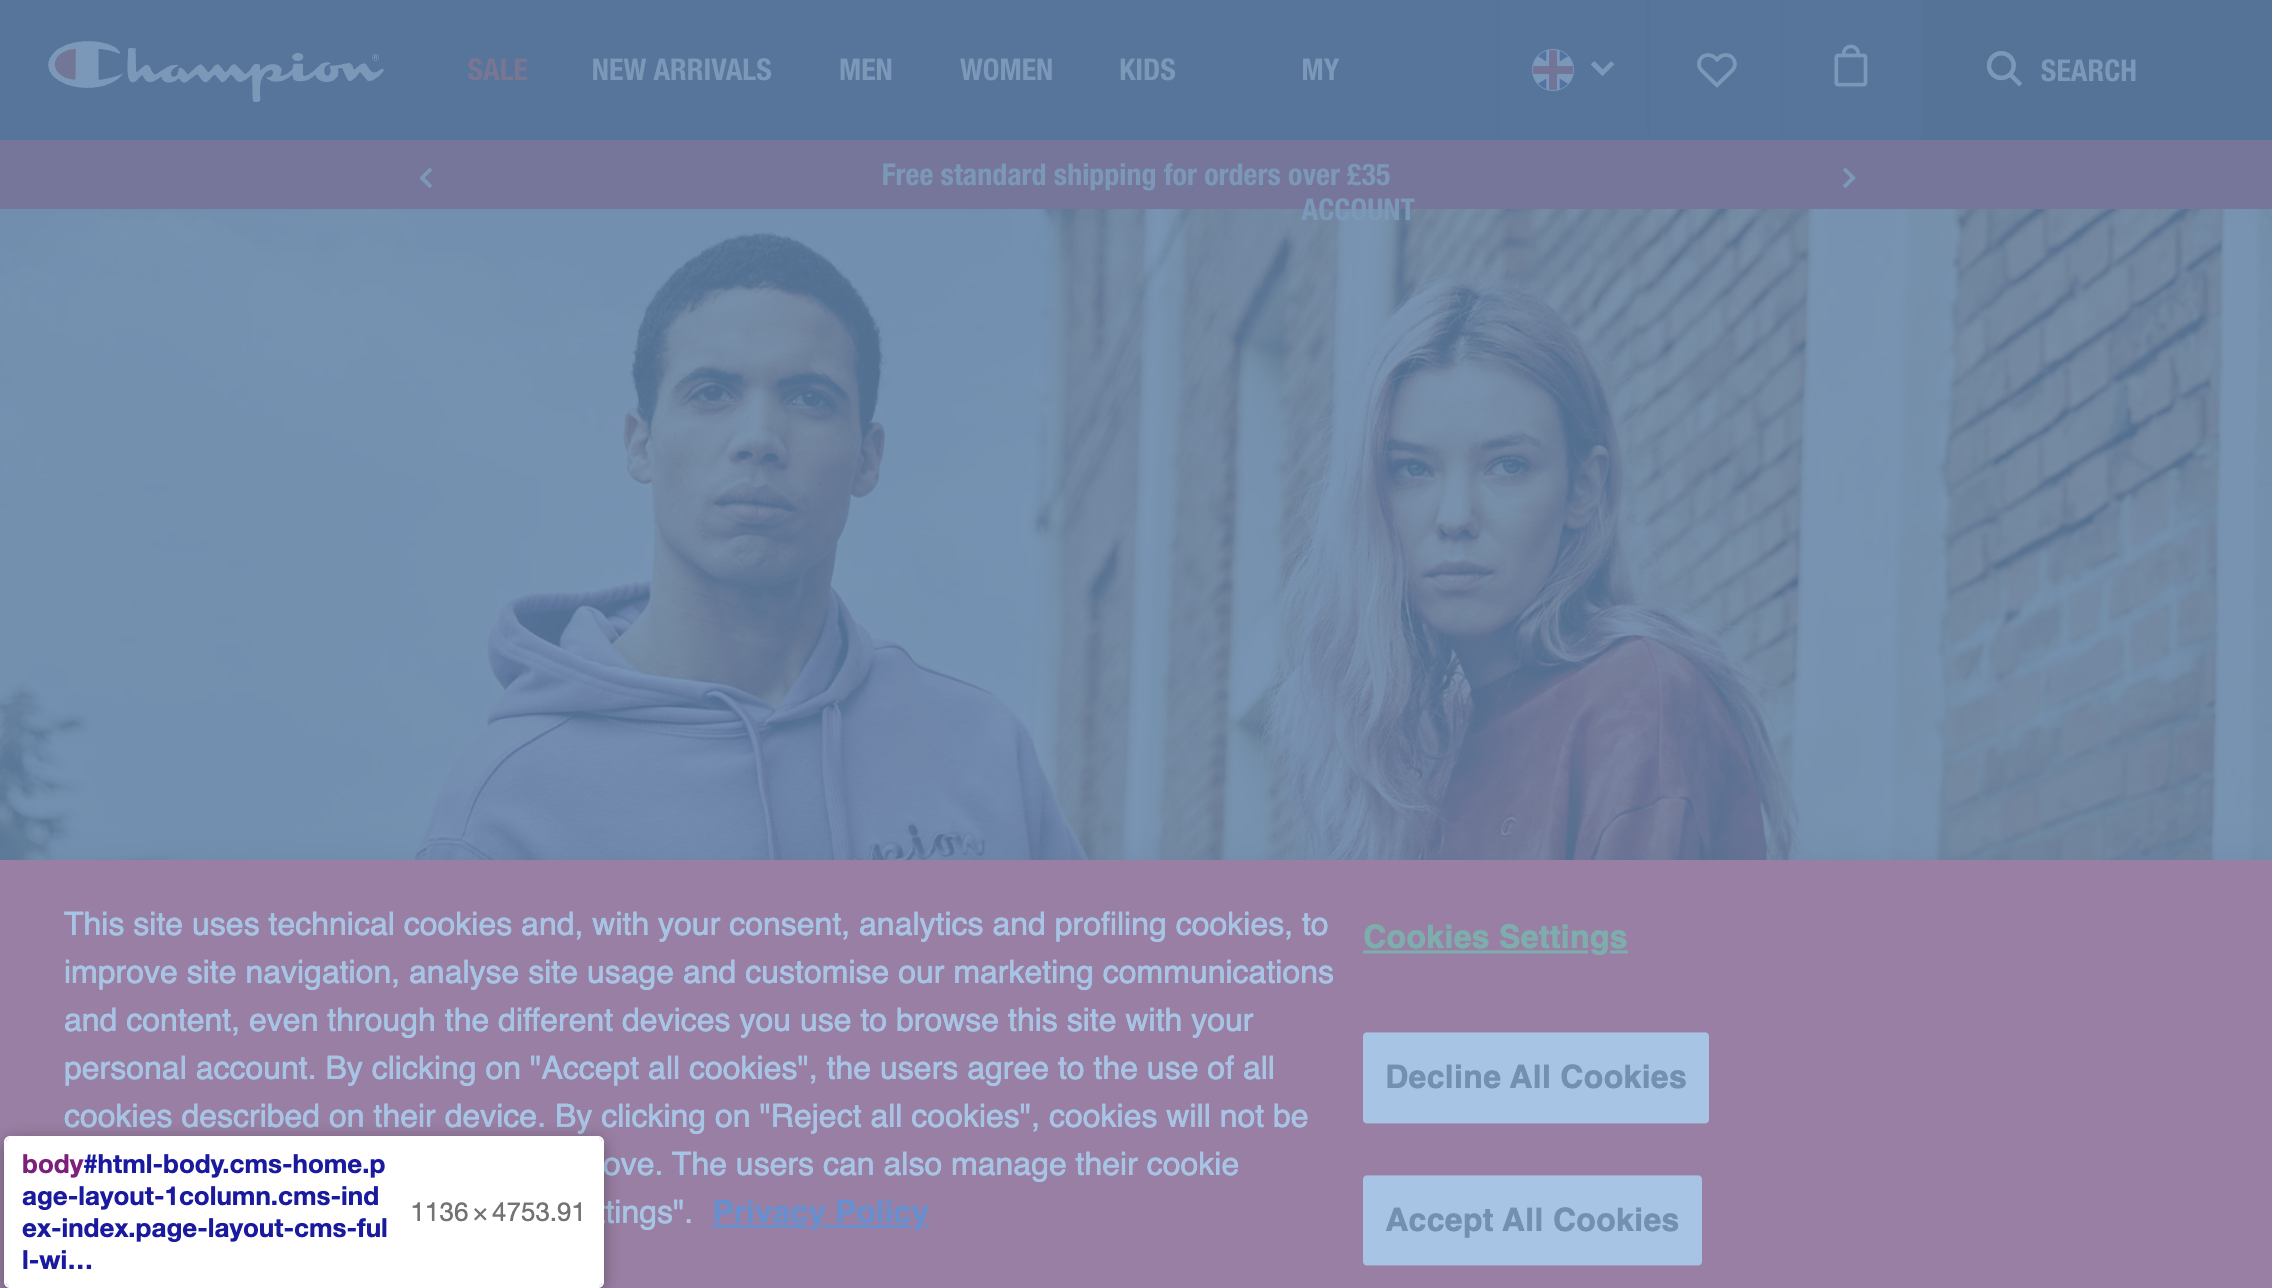 Champion SALE NEW ARRIVALS MEN WOMEN KIDS MY SEARCH
Free standard shipping for orders over £35
ACCOUNT
This site uses technical cookies and, with your consent, analytics and profiling cookies, to
improve site navigation, analyse site usage and customise our marketing communications
and content, even through the different devices you use to browse this site with your
personal account. By clicking on "Accept all cookies", the users agree to the use of all
cookies described on their device. By clicking on "Reject all cookies", cookies will not be
ove. The users can also manage their cookie
tings". Privacy Policy
Cookies Settings
Decline All Cookies
Accept All Cookies
body#html-body.cms-home.p
age-layout-1column.cms-ind
ex-index.page-layout-cms-ful
l-wi...
1136 × 4753.91